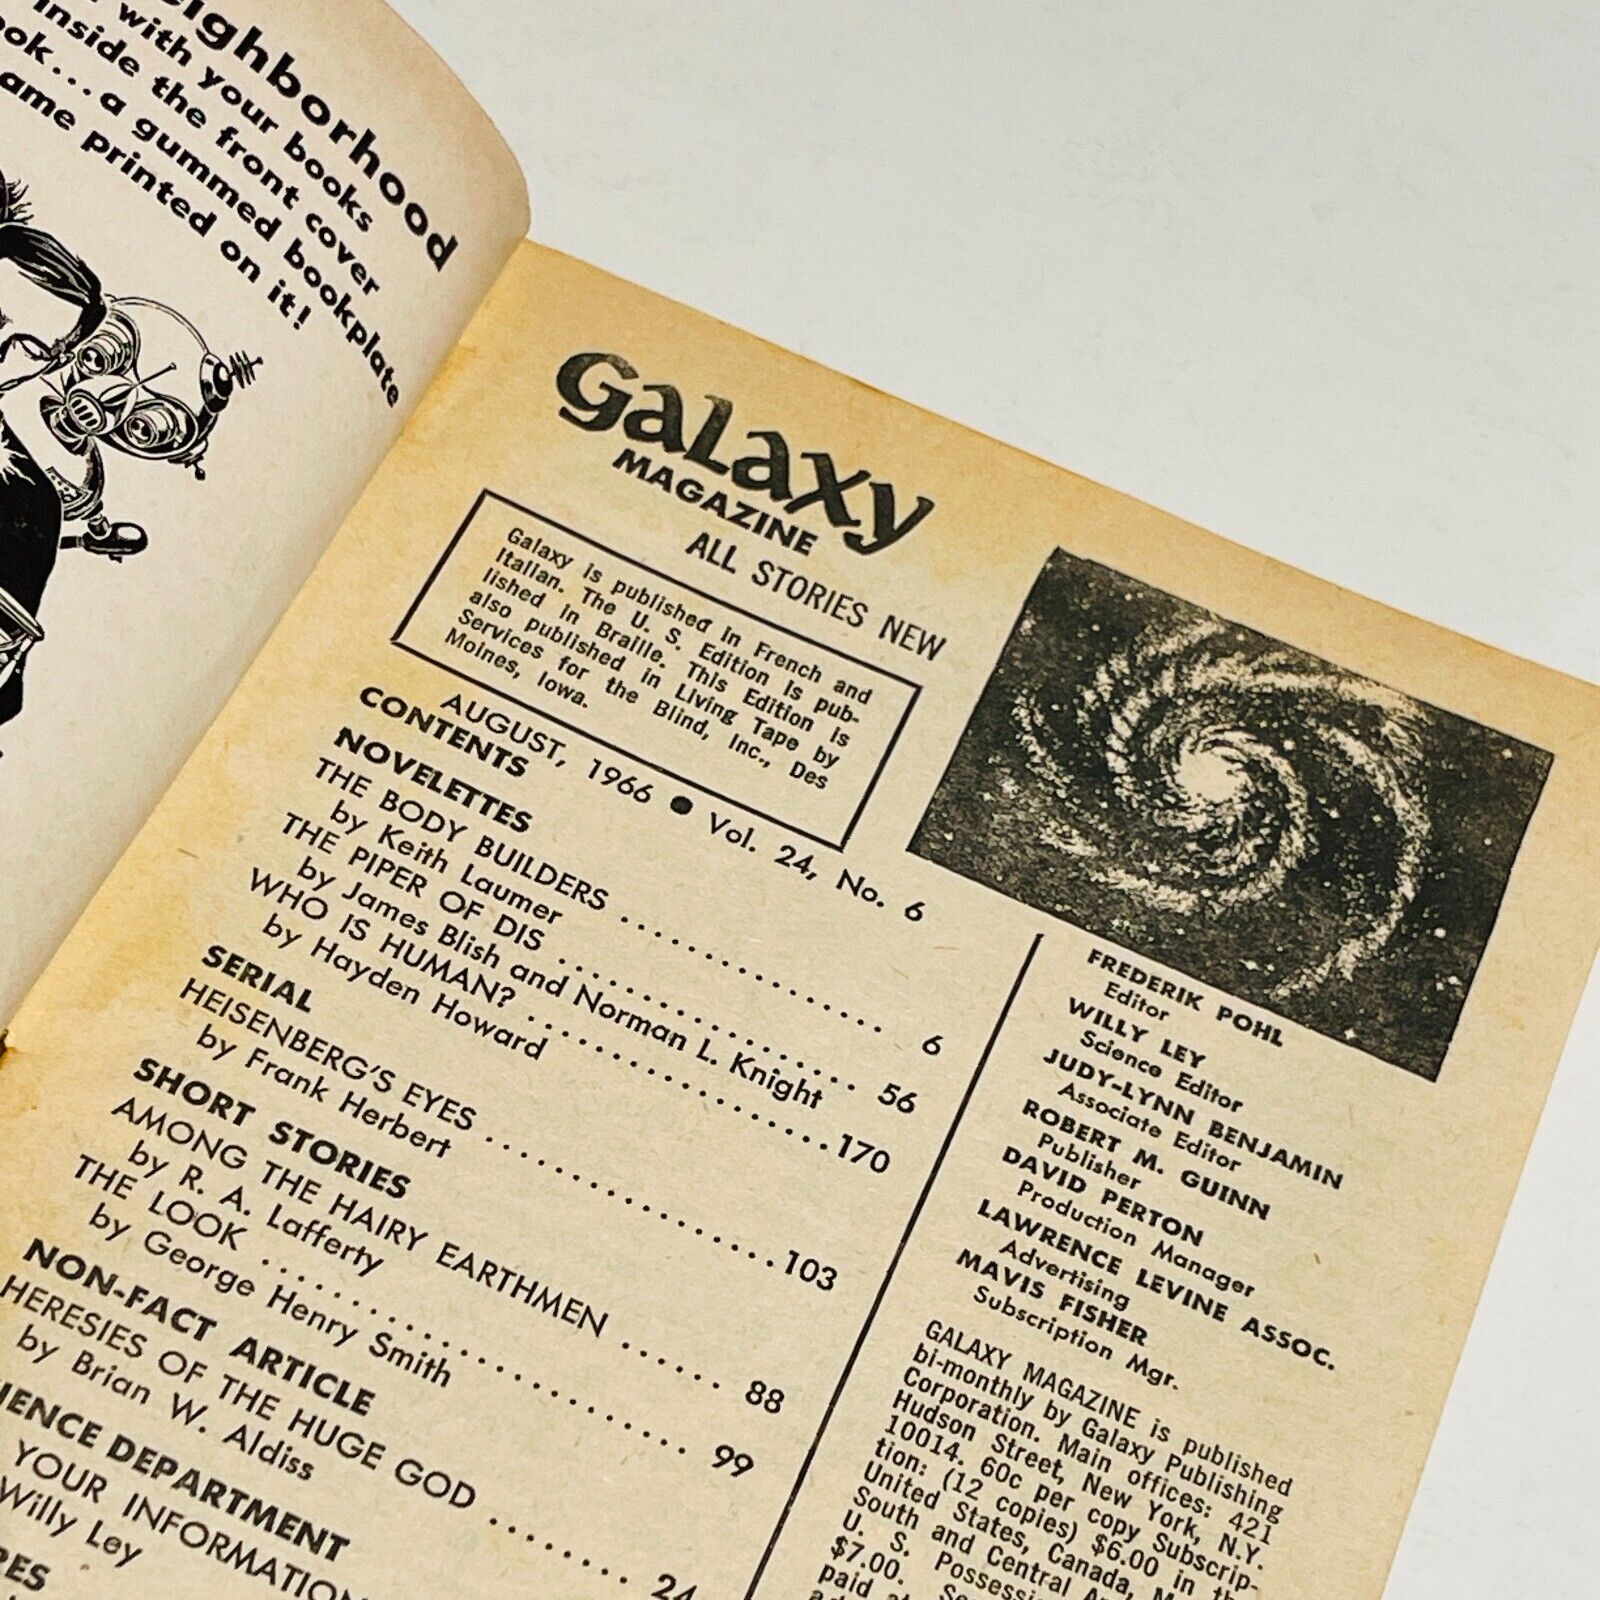 eighborhood
with your books
inside the front cover
ook...a gummed bookplate
ame printed on it!
Galaxy
MAGAZINE
ALL STORIES NEW
Galaxy is published in French and
Italian. The U. S. Edition is pub-
lished in Braille. This Edition is
also published in Living Tape by
Services for the Blind, Inc., Des
Moines, Iowa.
AUGUST, 1966 • Vol. 24, No. 6
CONTENTS
NOVELETTES
THE BODY BUILDERS .................... 6
by Keith Laumer
THE PIPER OF DIS .................... 56
by James Blish and Norman L. Knight
WHO IS HUMAN? .................... 170
by Hayden Howard
SERIAL
HEISENBERG'S EYES .................... 103
by Frank Herbert
SHORT STORIES
AMONG THE HAIRY EARTHMEN ...... 88
by R. A. Lafferty
THE LOOK .................... 99
by George Henry Smith
NON-FACT ARTICLE
HERESIES OF THE HUGE GOD ........ 24
by Brian W. Aldiss
IENCE DEPARTMENT
YOUR INFORMATION
Willy Ley
RES
FREDERIK POHL
Editor
WILLY LEY
Science Editor
JUDY-LYNN BENJAMIN
Associate Editor
ROBERT M. GUINN
Publisher
DAVID PERTON
Production Manager
LAWRENCE LEVINE ASSOC.
Advertising
MAVIS FISHER
Subscription Mgr.
GALAXY MAGAZINE is published
bi-monthly by Galaxy Publishing
Corporation. Main offices: 421
Hudson Street, New York, N.Y.
10014. 60c per copy Subscrip-
tion: (12 copies) $6.00 in the
United States, Canada,
South and Central
U. S. Possess
$7.00.
paid